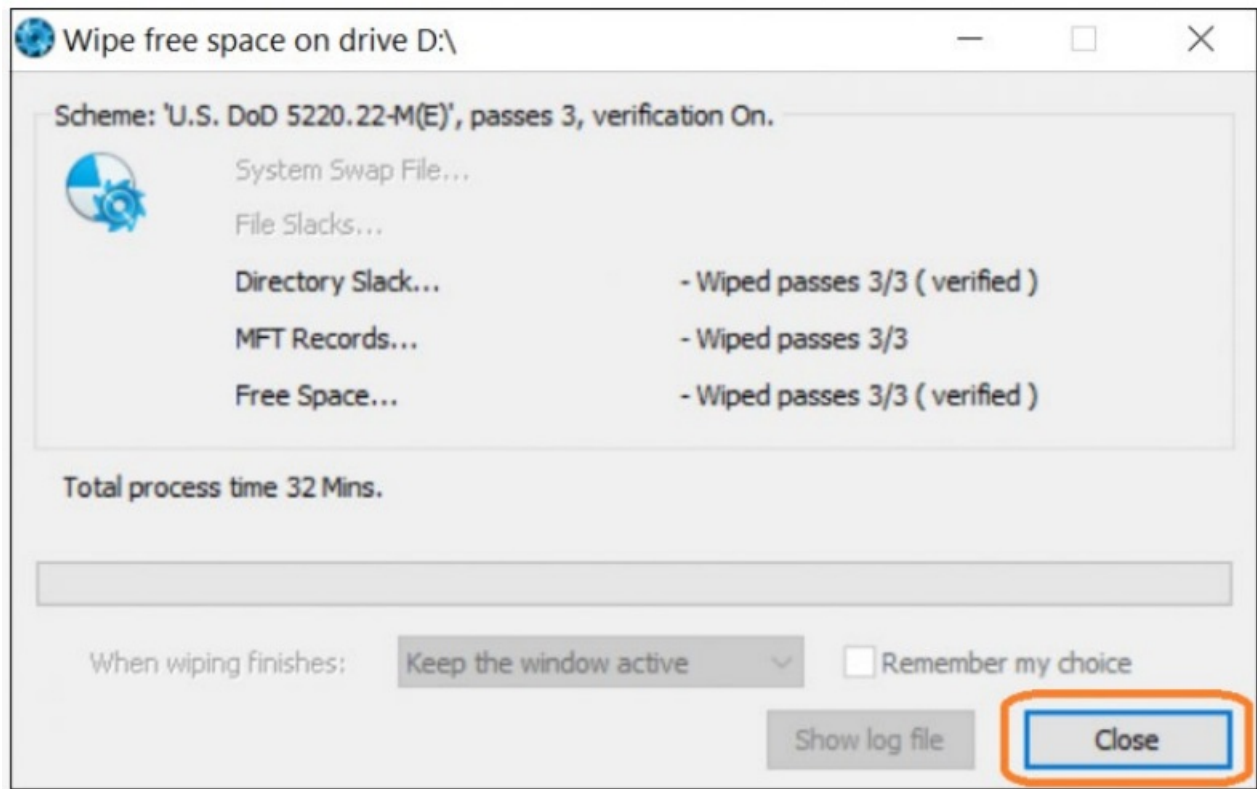 Wipe free space on drive D:\
Scheme: 'U.S. DoD 5220.22-M(E)', passes 3, verification On.
System Swap File...
File Slacks...
Directory Slack... - Wiped passes 3/3 ( verified )
MFT Records... - Wiped passes 3/3
Free Space... - Wiped passes 3/3 ( verified )
Total process time 32 Mins.
When wiping finishes: Keep the window active Remember my choice
Show log file Close